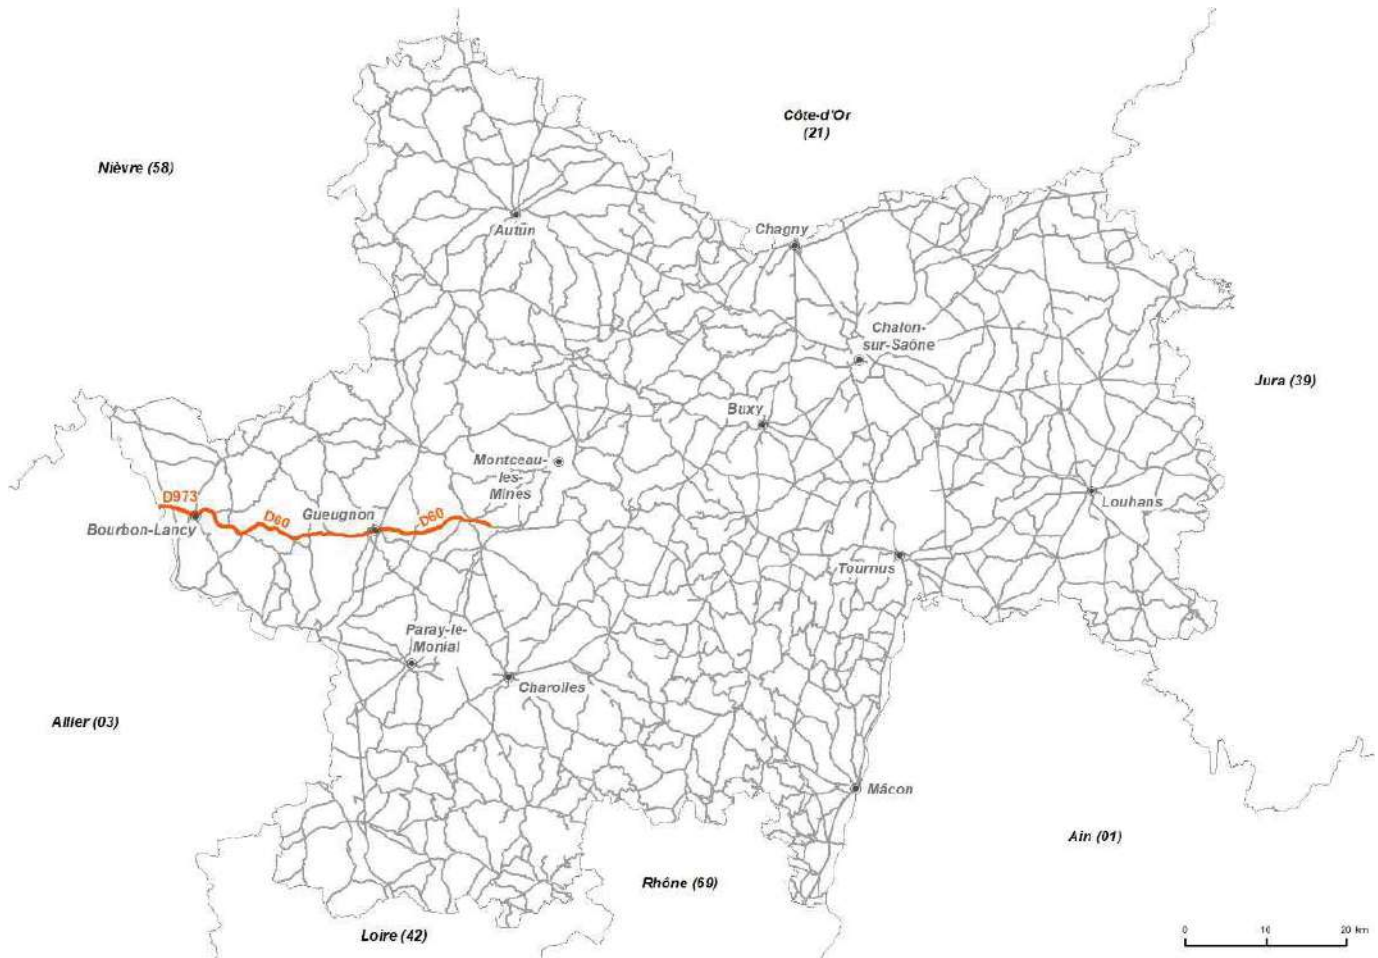 Côte-d'Or
(21)
Nièvre (58)
Autun
Chagny
Chalon-
sur-Saône
Jura (39)
Buxy
Montceau-
les-
Mines
Louhans
D973
Gueugnon
D60
D60
Bourbon-Lancy
Tournus
Paray-le-
Monial
Charolles
Allier (03)
Mâcon
Ain (01)
Rhône (69)
Loire (42)
0 10 20 km